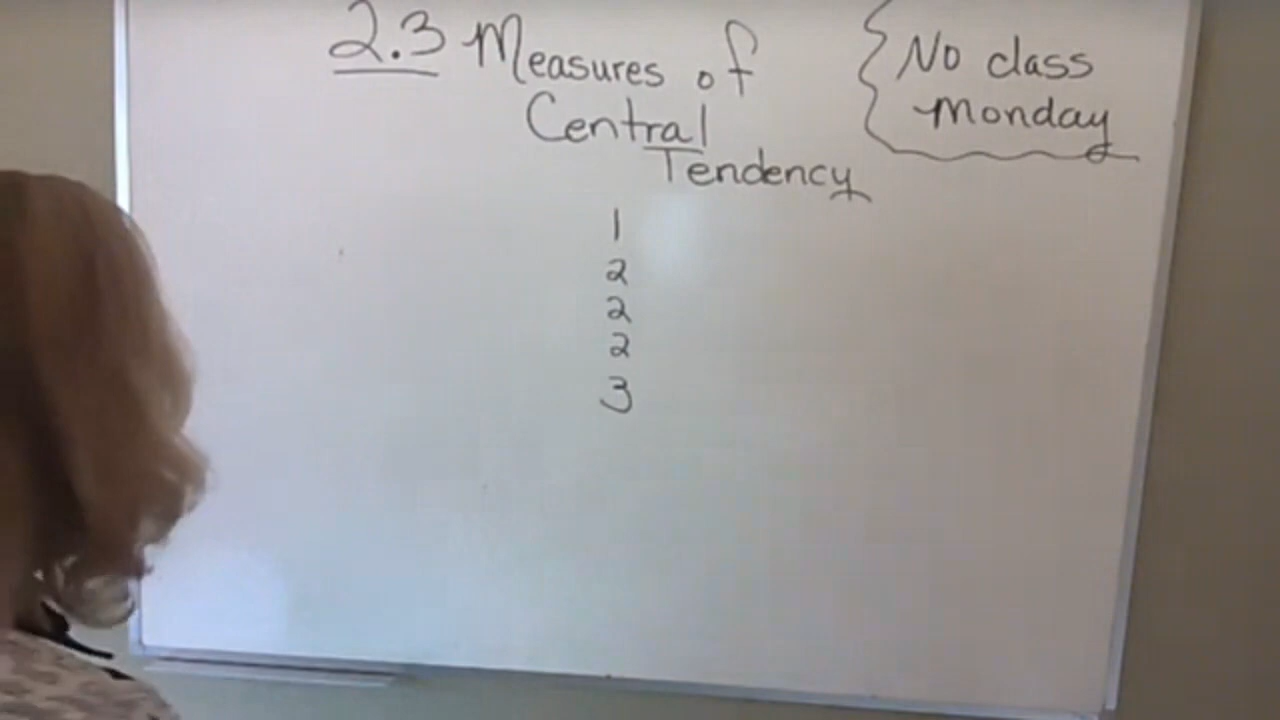 2.3 Measures of
Central
Tendency
No class
Monday
1
2
2
2
3